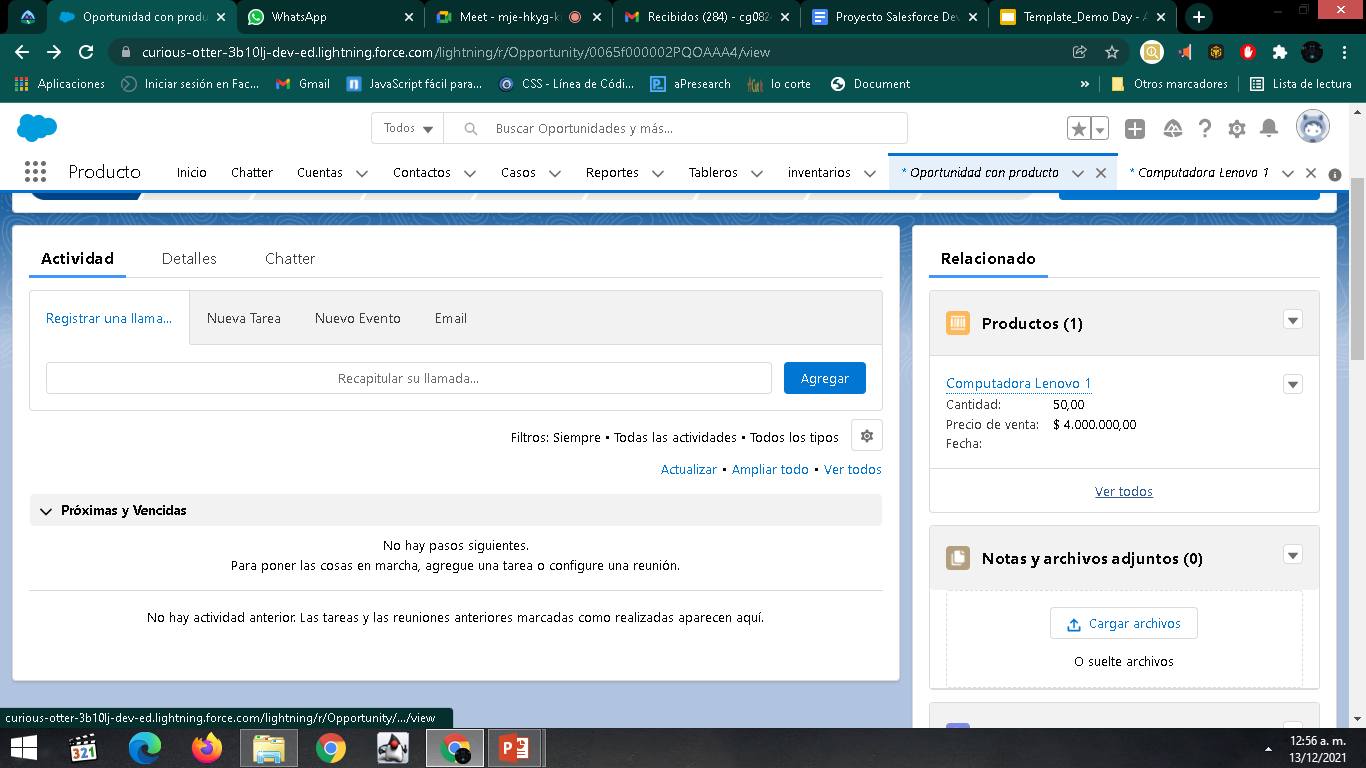 Oportunidad con produ
WhatsApp
Meet - mje-hkyg-k
Recibidos (284) - cg082
Proyecto Salesforce De
Template_Demo Day - A
curious-otter-3b10lj-dev-ed.lightning.force.com/lightning/r/Opportunity/0065f000002PQOAAA4/view
Aplicaciones
Iniciar sesión en Fac...
Gmail
JavaScript fácil para...
CSS - Línea de Códi...
aPresearch
lo corte
Document
»
Otros marcadores
Lista de lectura
Todos
Buscar Oportunidades y más...
Producto
Inicio
Chatter
Cuentas
Contactos
Casos
Reportes
Tableros
inventarios
* Oportunidad con producto
* Computadora Lenovo 1
Actividad
Detalles
Chatter
Relacionado
Registrar una llama...
Nueva Tarea
Nuevo Evento
Email
Recapitular su llamada...
Agregar
Filtros: Siempre • Todas las actividades • Todos los tipos
Actualizar • Ampliar todo • Ver todos
Próximas y Vencidas
No hay pasos siguientes.
Para poner las cosas en marcha, agregue una tarea o configure una reunión.
No hay actividad anterior. Las tareas y las reuniones anteriores marcadas como realizadas aparecen aquí.
Productos (1)
Computadora Lenovo 1
Cantidad: 50,00
Precio de venta: $ 4.000.000,00
Fecha:
Ver todos
Notas y archivos adjuntos (0)
Cargar archivos
O suelte archivos
curious-otter-3b10lj-dev-ed.lightning.force.com/lightning/r/Opportunity/.../view
321
12:56 a. m.
13/12/2021